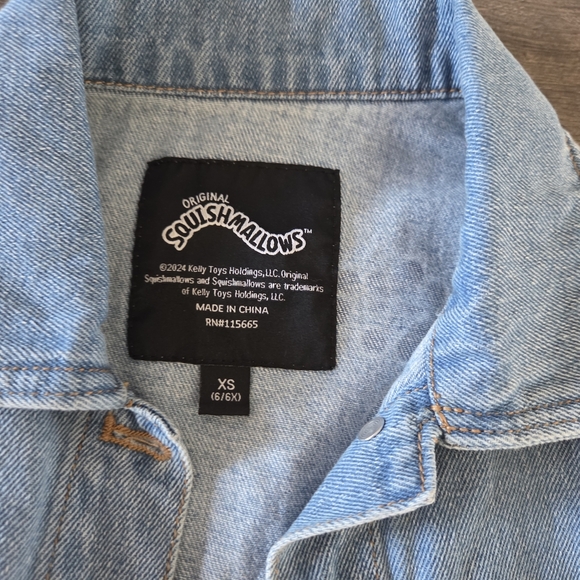 ORIGINAL
SQUISHMALLOWS™
©2024 Kelly Toys Holdings, LLC. Original
Squishmallows and Squishmallows are trademarks
of Kelly Toys Holdings, LLC.
MADE IN CHINA
RN#115665
XS
(6/6X)